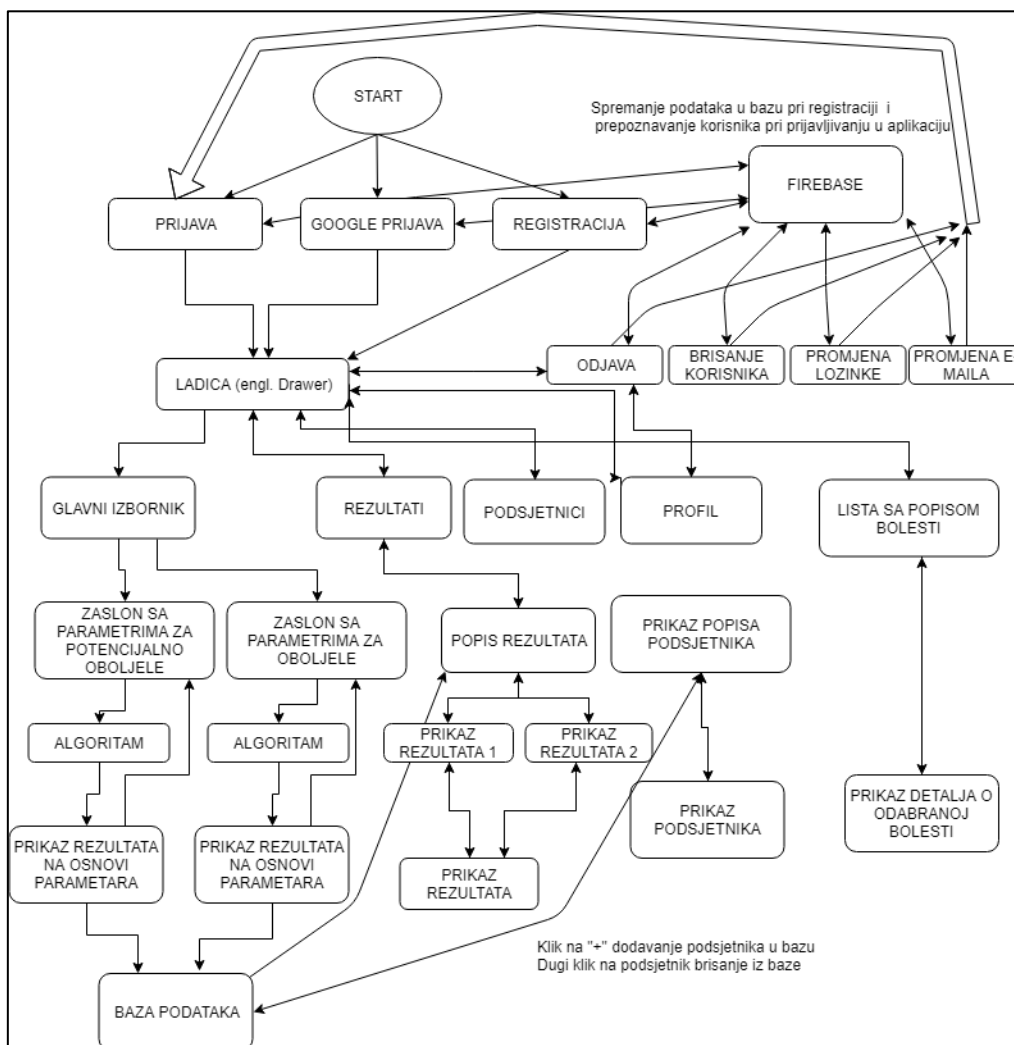 START
Spremanje podataka u bazu pri registraciji i
prepoznavanje korisnika pri prijavljivanju u aplikaciju
FIREBASE
PRIJAVA
GOOGLE PRIJAVA
REGISTRACIJA
ODJAVA
BRISANJE
KORISNIKA
PROMJENA
LOZINKE
PROMJENA E
MAILA
LADICA (engl. Drawer)
GLAVNI IZBORNIK
REZULTATI
PODSJETNICI
PROFIL
LISTA SA POPISOM
BOLESTI
ZASLON SA
PARAMETRIMA ZA
POTENCIJALNO
OBOLJELE
ZASLON SA
PARAMETRIMA ZA
OBOLJELE
POPIS REZULTATA
PRIKAZ POPISA
PODSJETNIKA
ALGORITAM
ALGORITAM
PRIKAZ
REZULTATA 1
PRIKAZ
REZULTATA 2
PRIKAZ
PODSJETNIKA
PRIKAZ DETALJA O
ODABRANOJ
BOLESTI
PRIKAZ REZULTATA
NA OSNOVI
PARAMETARA
PRIKAZ REZULTATA
NA OSNOVI
PARAMETARA
PRIKAZ
REZULTATA
Klik na "+" dodavanje podsjetnika u bazu
Dugi klik na podsjetnik brisanje iz baze
BAZA PODATAKA